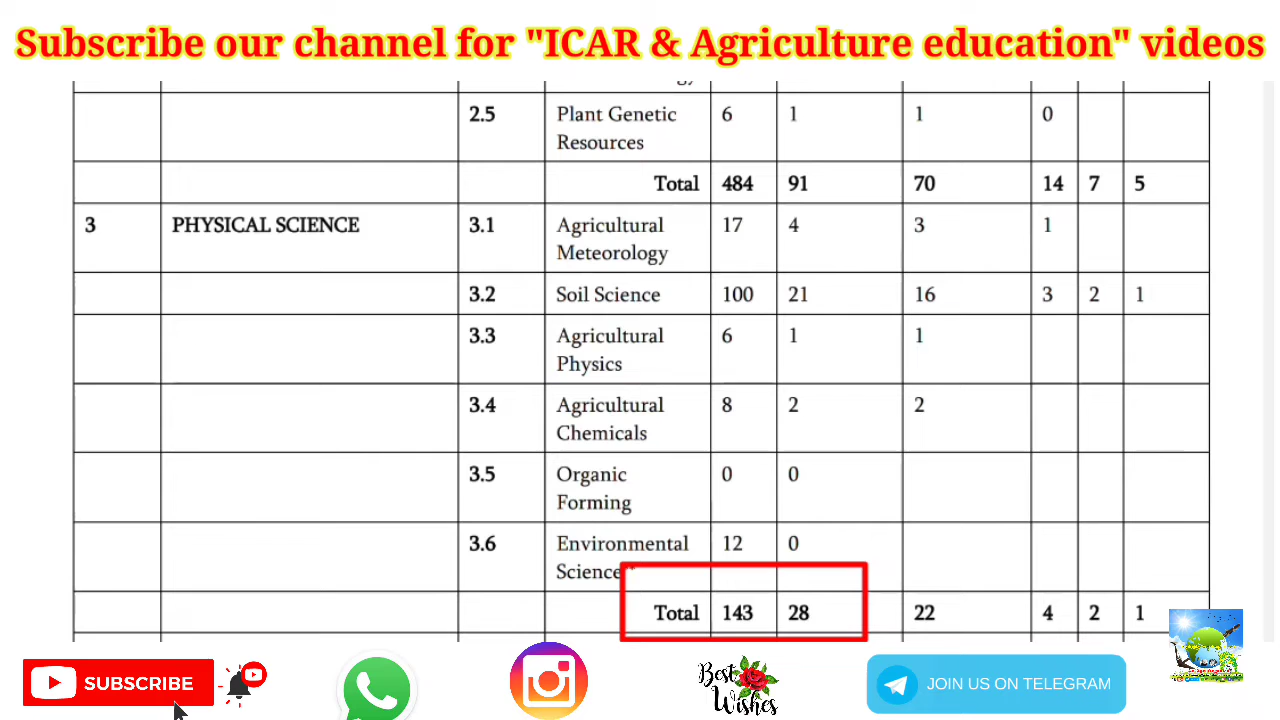 Subscribe our channel for "ICAR & Agriculture education" videos
2.5 Plant Genetic 6 1 1 0
Resources
Total 484 91 70 14 7 5
3 PHYSICAL SCIENCE 3.1 Agricultural 17 4 3 1
Meteorology
3.2 Soil Science 100 21 16 3 2 1
3.3 Agricultural 6 1 1
Physics
3.4 Agricultural 8 2 2
Chemicals
3.5 Organic 0 0
Forming
3.6 Environmental 12 0
Science
Total 143 28 22 4 2 1
SUBSCRIBE
Best
Wishes
JOIN US ON TELEGRAM